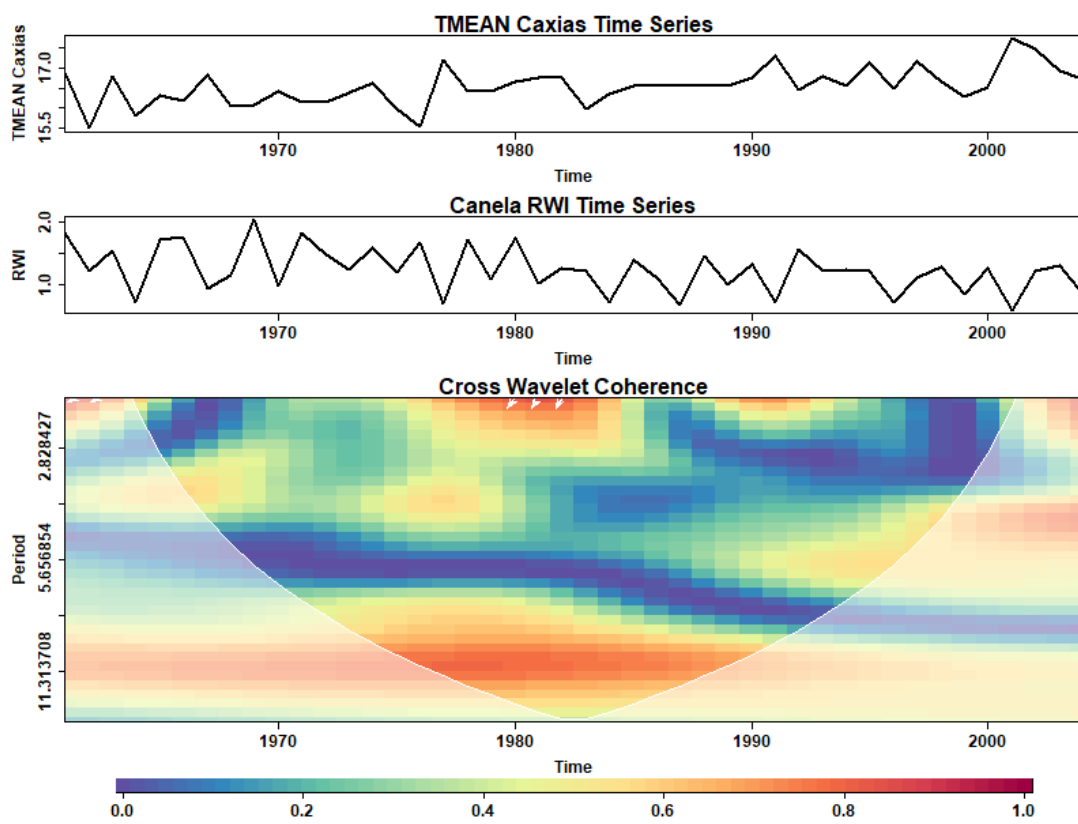 TMEAN Caxias Time Series
TMEAN Caxias
17.0
15.5
1970 1980 1990 2000
Time
Canela RWI Time Series
RWI
2.0
1.0
1970 1980 1990 2000
Time
Cross Wavelet Coherence
Period
2.828427
5.656854
11.313708
1970 1980 1990 2000
Time
0.0 0.2 0.4 0.6 0.8 1.0